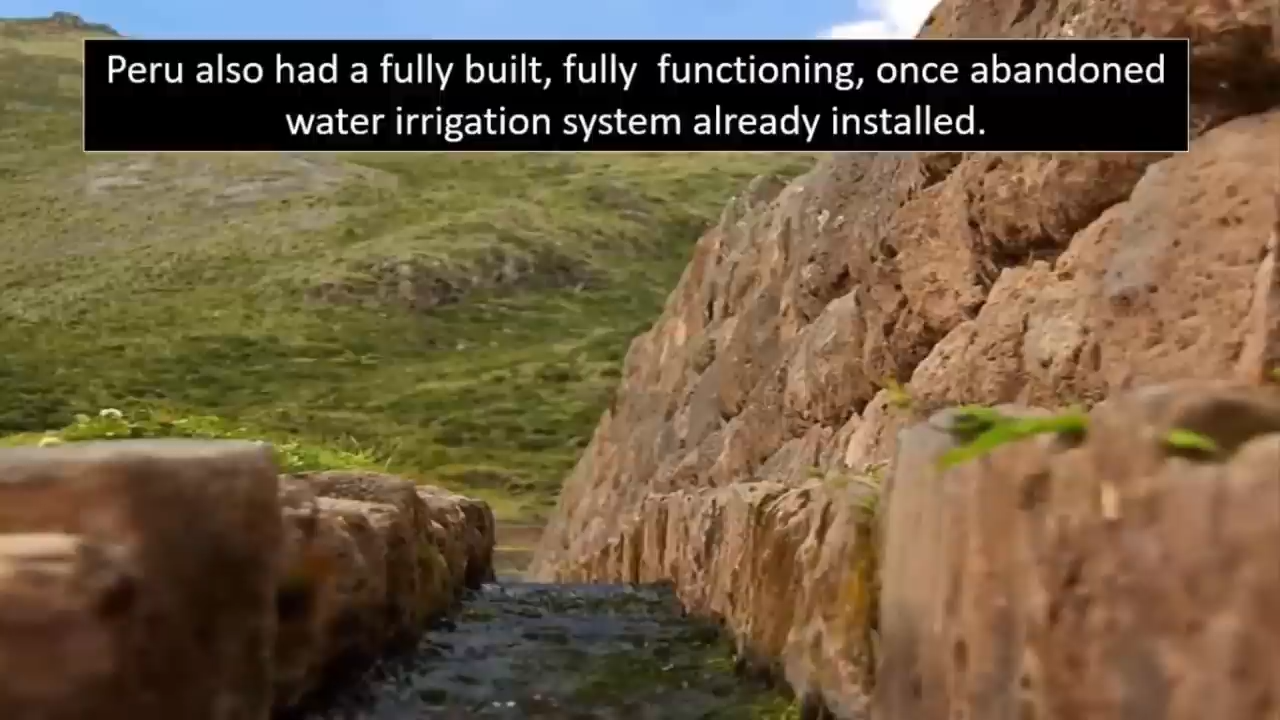 Peru also had a fully built, fully  functioning, once abandoned
water irrigation system already installed.